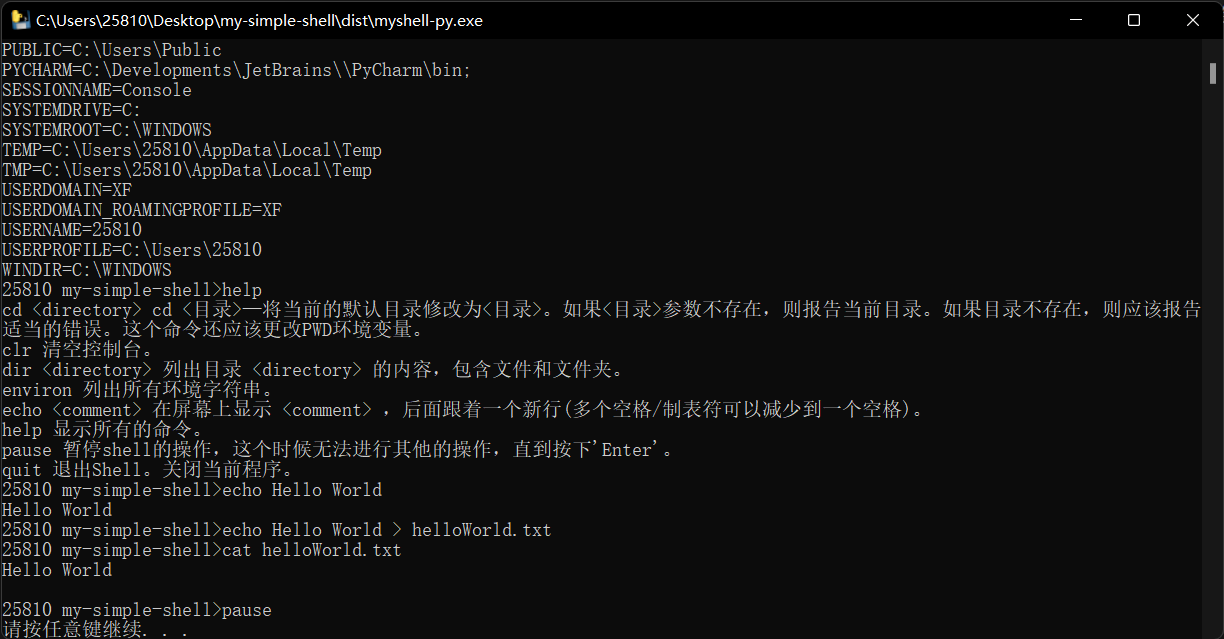 C:\Users\25810\Desktop\my-simple-shell\dist\myshell-py.exe
PUBLIC=C:\Users\Public
PYCHARM=C:\Developments\JetBrains\\PyCharm\bin;
SESSIONNAME=Console
SYSTEMDRIVE=C:
SYSTEMROOT=C:\WINDOWS
TEMP=C:\Users\25810\AppData\Local\Temp
TMP=C:\Users\25810\AppData\Local\Temp
USERDOMAIN=XF
USERDOMAIN_ROAMINGPROFILE=XF
USERNAME=25810
USERPROFILE=C:\Users\25810
WINDIR=C:\WINDOWS
25810 my-simple-shell>help
cd <directory> cd <目录>—将当前的默认目录修改为<目录>。如果<目录>参数不存在，则报告当前目录。如果目录不存在，则应该报告
适当的错误。这个命令还应该更改PWD环境变量。
clr 清空控制台。
dir <directory> 列出目录 <directory> 的内容，包含文件和文件夹。
environ 列出所有环境字符串。
echo <comment> 在屏幕上显示 <comment> ，后面跟着一个新行(多个空格/制表符可以减少到一个空格)。
help 显示所有的命令。
pause 暂停shell的操作，这个时候无法进行其他的操作，直到按下'Enter'。
quit 退出Shell。关闭当前程序。
25810 my-simple-shell>echo Hello World
Hello World
25810 my-simple-shell>echo Hello World > helloWorld.txt
25810 my-simple-shell>cat helloWorld.txt
Hello World
25810 my-simple-shell>pause
请按任意键继续. . .